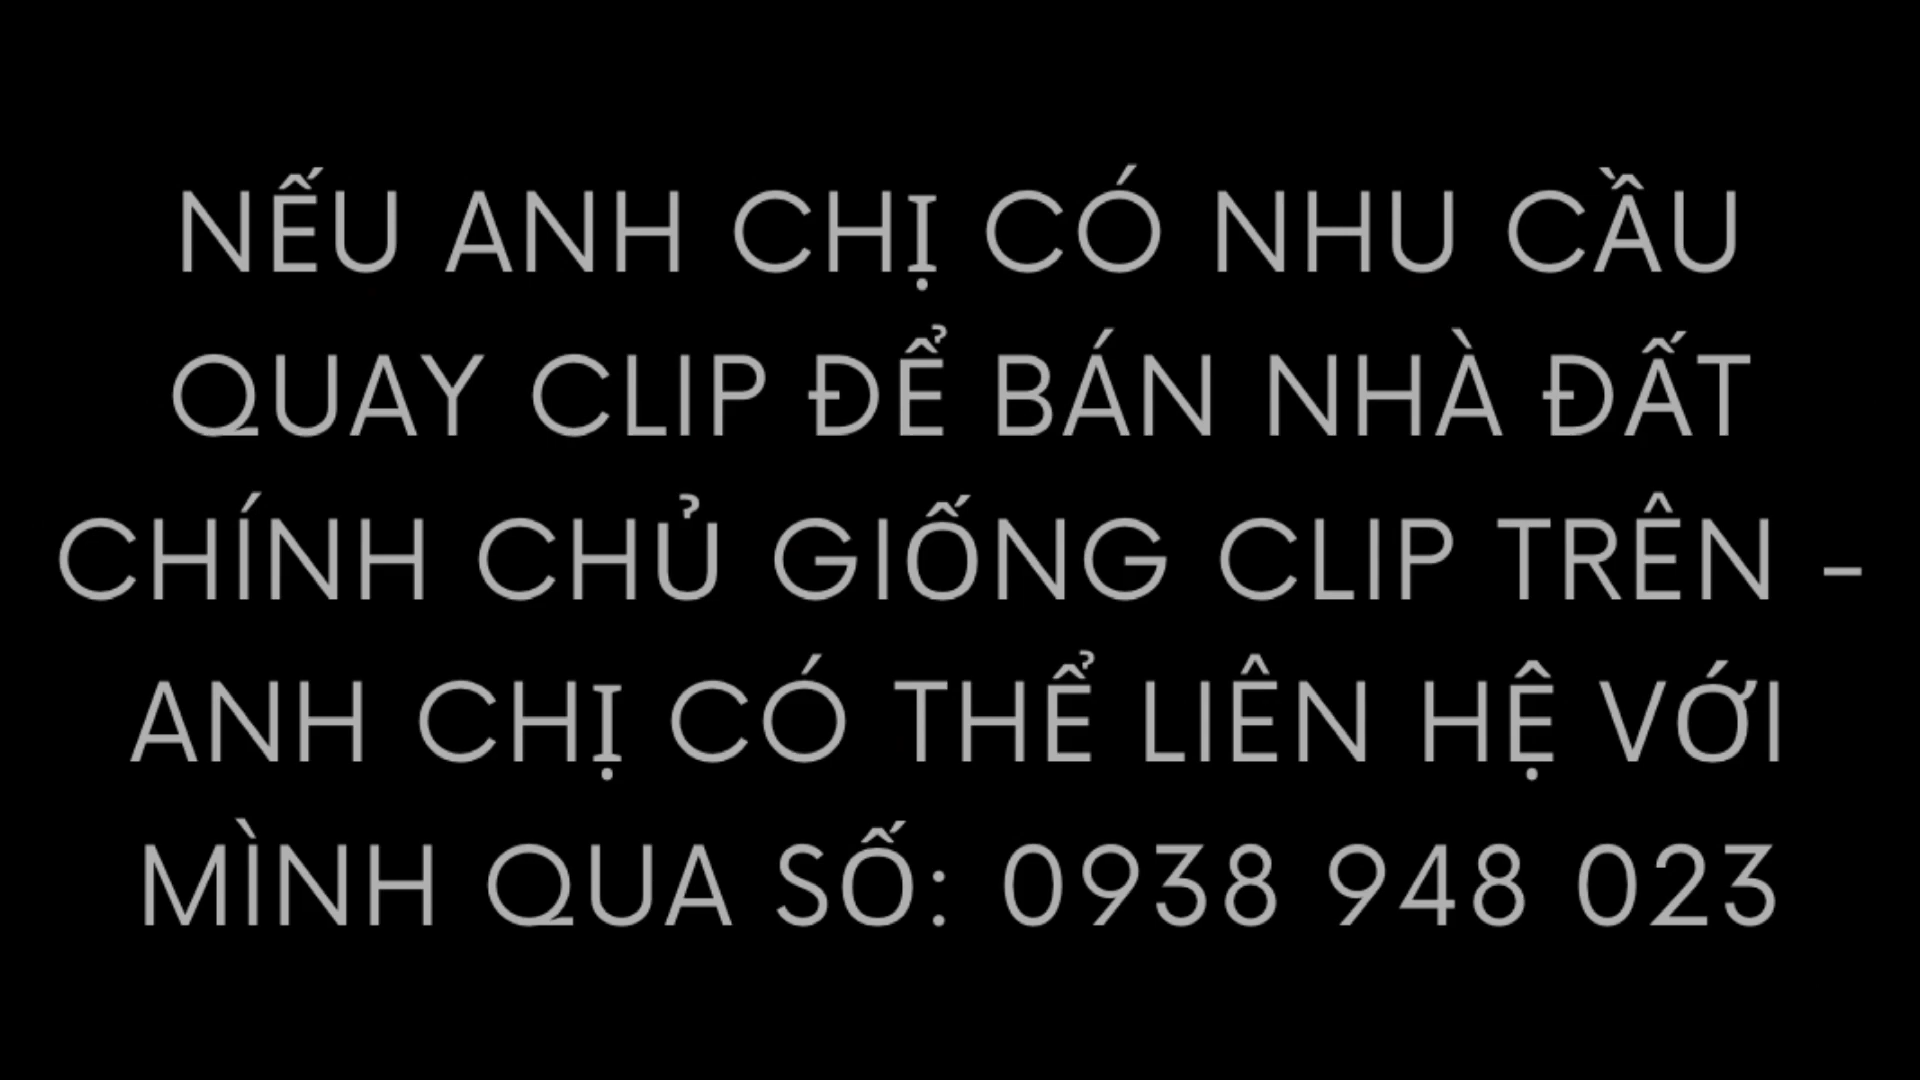 NẾU ANH CHỊ CÓ NHU CẦU
QUAY CLIP ĐỂ BÁN NHÀ ĐẤT
CHÍNH CHỦ GIỐNG CLIP TRÊN -
ANH CHỊ CÓ THỂ LIÊN HỆ VỚI
MÌNH QUA SỐ: 0938 948 023